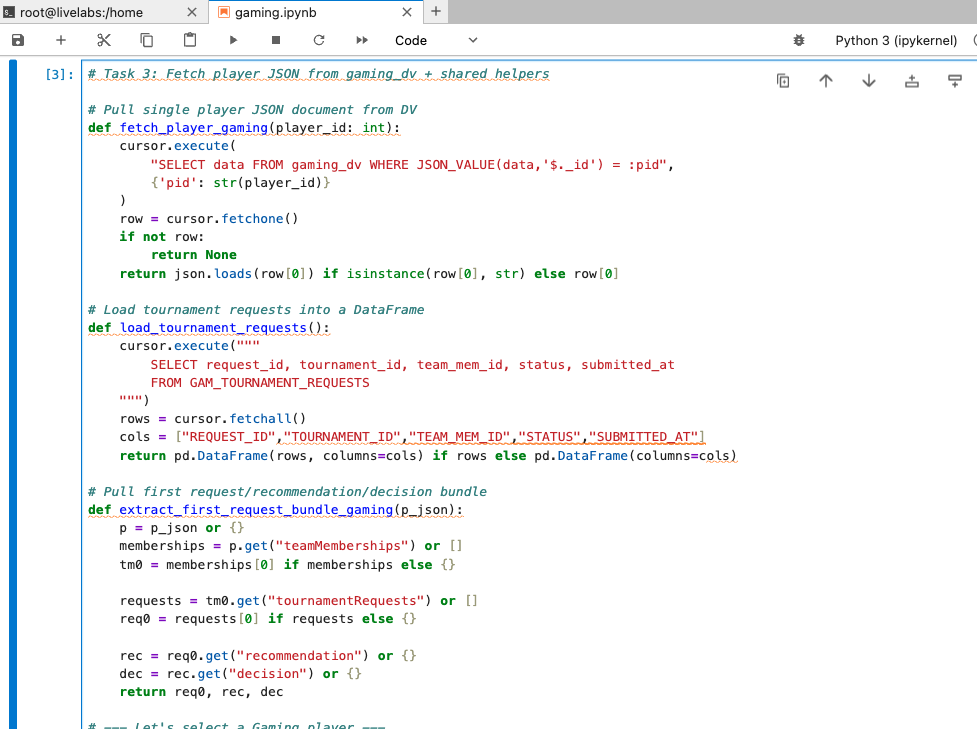 root@livelabs:/home
gaming.ipynb
Code
Python 3 (ipykernel)
[3]:
# Task 3: Fetch player JSON from gaming_dv + shared helpers
# Pull single player JSON document from DV
def fetch_player_gaming(player_id: int):
    cursor.execute(
        "SELECT data FROM gaming_dv WHERE JSON_VALUE(data,'$._id') = :pid",
        {'pid': str(player_id)}
    )
    row = cursor.fetchone()
    if not row:
        return None
    return json.loads(row[0]) if isinstance(row[0], str) else row[0]
# Load tournament requests into a DataFrame
def load_tournament_requests():
    cursor.execute("""
        SELECT request_id, tournament_id, team_mem_id, status, submitted_at
        FROM GAM_TOURNAMENT_REQUESTS
    """)
    rows = cursor.fetchall()
    cols = ["REQUEST_ID","TOURNAMENT_ID","TEAM_MEM_ID","STATUS","SUBMITTED_AT"]
    return pd.DataFrame(rows, columns=cols) if rows else pd.DataFrame(columns=cols)
# Pull first request/recommendation/decision bundle
def extract_first_request_bundle_gaming(p_json):
    p = p_json or {}
    memberships = p.get("teamMemberships") or []
    tm0 = memberships[0] if memberships else {}
    requests = tm0.get("tournamentRequests") or []
    req0 = requests[0] if requests else {}
    rec = req0.get("recommendation") or {}
    dec = rec.get("decision") or {}
    return req0, rec, dec
# --- Let's select a Gaming player ---